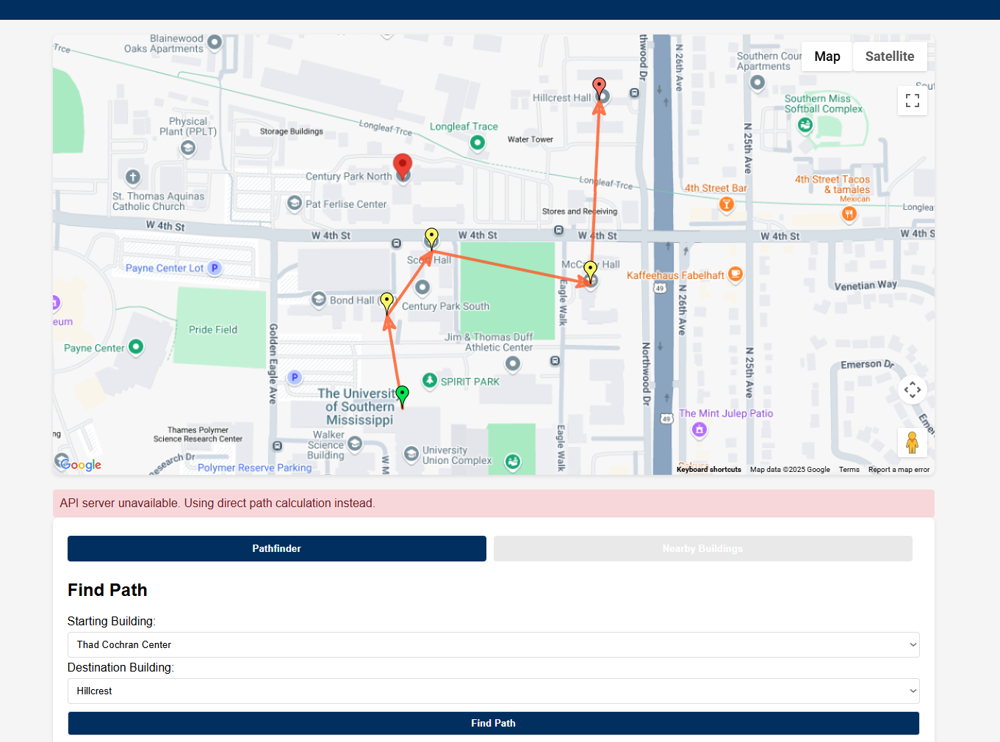 Blainewood
Oaks Apartments
Trce
thwood Dr
N 26th Ave
Southern Cour
Apartments
Map
Satellite
Hillcrest Hall
Southern Miss
Softball Complex
Physical
Plant (PPLT)
Storage Buildings
Longleaf Trce
Longleaf Trace
Water Tower
N 25th Ave
Century Park North
Longleaf Trce
4th Street Bar
4th Street Tacos
& tamales
Mexican
St. Thomas Aquinas
Catholic Church
Pat Ferlise Center
Stores and Receiving
Longlea
W 4th St
W 4th St
W 4th St
W 4th St
W 4th St
W 4th S
Payne Center Lot
P
Scott Hall
McCarty Hall
Kaffeehaus Fabelhaft
49
Venetian Way
Bond Hall (
Century Park South
Eagle Walk
N 26th Ave
eum
Pride Field
Golden Eagle Ave
Jim & Thomas Duff
Athletic Center
Payne Center
Northwood Dr
N 25th Ave
Emerson Dr
P
SPIRIT PARK
The University
of Southern
Mississippi
The Mint Julep Patio
49
Thames Polymer
Science Research Center
Walker
Science
Building
Eagle Walk
Emer
ng
Research Dr
University
Union Complex
W M
Google
Polymer Reserve Parking
Keyboard shortcuts
Map data ©2025 Google
Terms
Report a map error
API server unavailable. Using direct path calculation instead.
Pathfinder
Nearby Buildings
Find Path
Starting Building:
Thad Cochran Center
Destination Building:
Hillcrest
Find Path